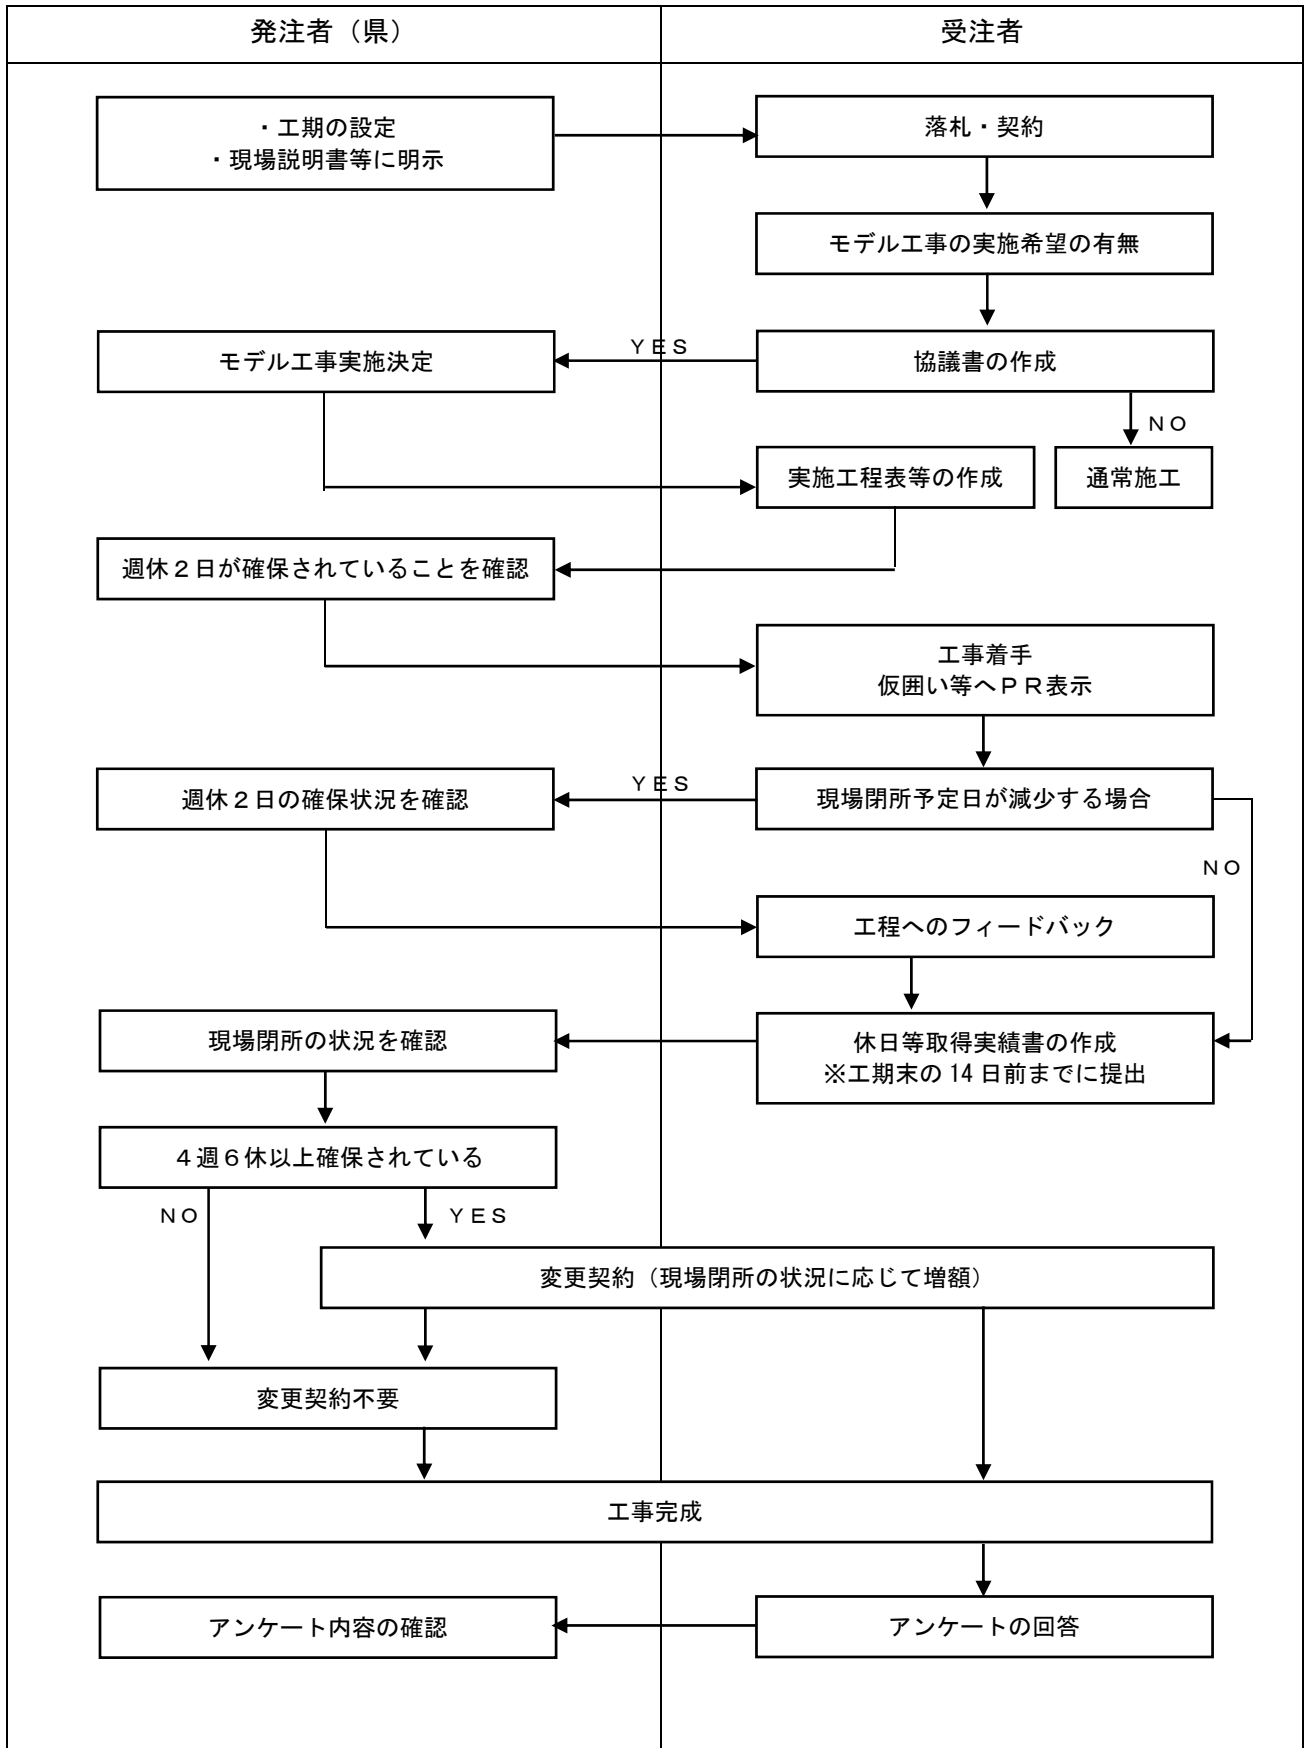 発注者（県）
受注者
・工期の設定
・現場説明書等に明示
落札・契約
モデル工事の実施希望の有無
モデル工事実施決定
ＹＥＳ
協議書の作成
ＮＯ
実施工程表等の作成
通常施工
週休２日が確保されていることを確認
工事着手
仮囲い等へＰＲ表示
週休２日の確保状況を確認
ＹＥＳ
現場閉所予定日が減少する場合
ＮＯ
工程へのフィードバック
現場閉所の状況を確認
休日等取得実績書の作成
※工期末の 14 日前までに提出
４週６休以上確保されている
ＮＯ
ＹＥＳ
変更契約（現場閉所の状況に応じて増額）
変更契約不要
工事完成
アンケート内容の確認
アンケートの回答